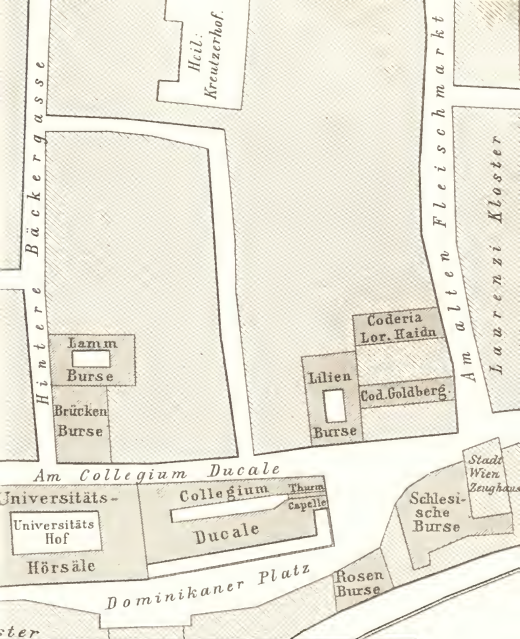 Heil:
Kreutzerhof.
Hintere Bäckergasse
Am alten Fleischmarkt
Laurenzi Kloster
Coderia
Lor. Haidn
Lamm
Burse
Lilien
Burse
Cod. Goldberg.
Brücken
Burse
Am Collegium Ducale
Stadt
Wien
Zeughaus
Universitäts-
Universitäts
Hof
Hörsäle
Collegium
Ducale
Thurm
Capelle
Schlesi-
sche
Burse
Dominikaner Platz
Rosen
Burse
ster